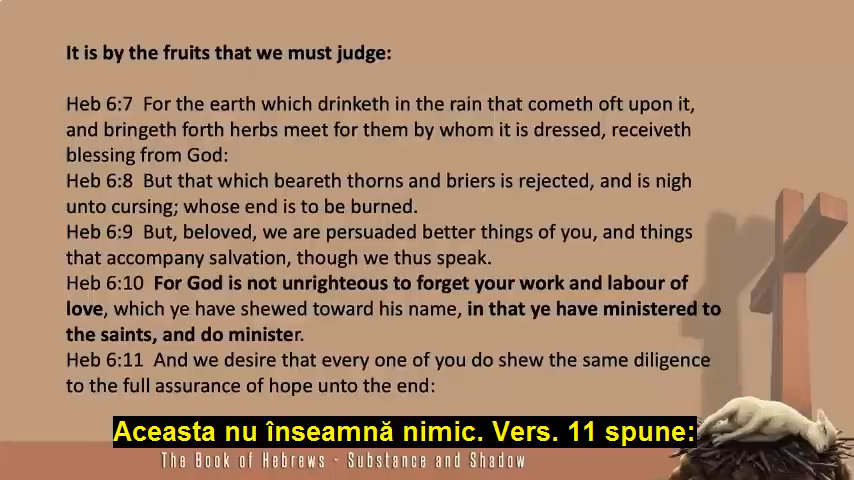 It is by the fruits that we must judge:
Heb 6:7 For the earth which drinketh in the rain that cometh oft upon it,
and bringeth forth herbs meet for them by whom it is dressed, receiveth
blessing from God:
Heb 6:8 But that which beareth thorns and briers is rejected, and is nigh
unto cursing; whose end is to be burned.
Heb 6:9 But, beloved, we are persuaded better things of you, and things
that accompany salvation, though we thus speak.
Heb 6:10 For God is not unrighteous to forget your work and labour of
love, which ye have shewed toward his name, in that ye have ministered to
the saints, and do minister.
Heb 6:11 And we desire that every one of you do shew the same diligence
to the full assurance of hope unto the end:
Aceasta nu înseamnă nimic. Vers. 11 spune:
The Book of Hebrews - Substance and Shadow